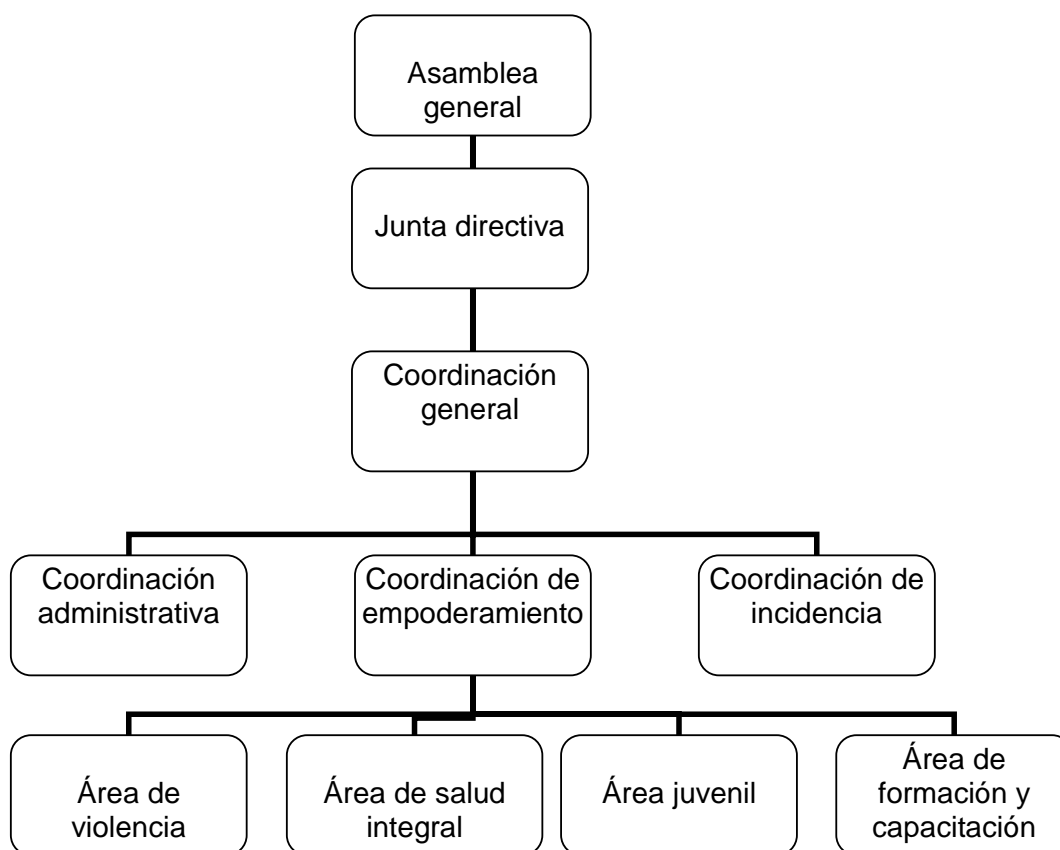 Asamblea
general
Junta directiva
Coordinación
general
Coordinación
administrativa
Coordinación de
empoderamiento
Coordinación de
incidencia
Área de
violencia
Área de salud
integral
Área juvenil
Área de
formación y
capacitación